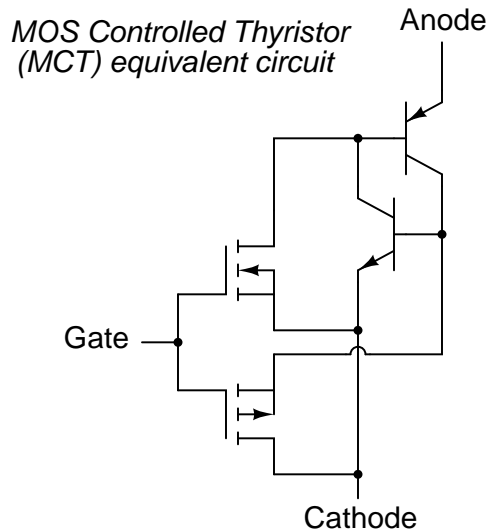 MOS Controlled Thyristor
(MCT) equivalent circuit
Anode
Gate
Cathode